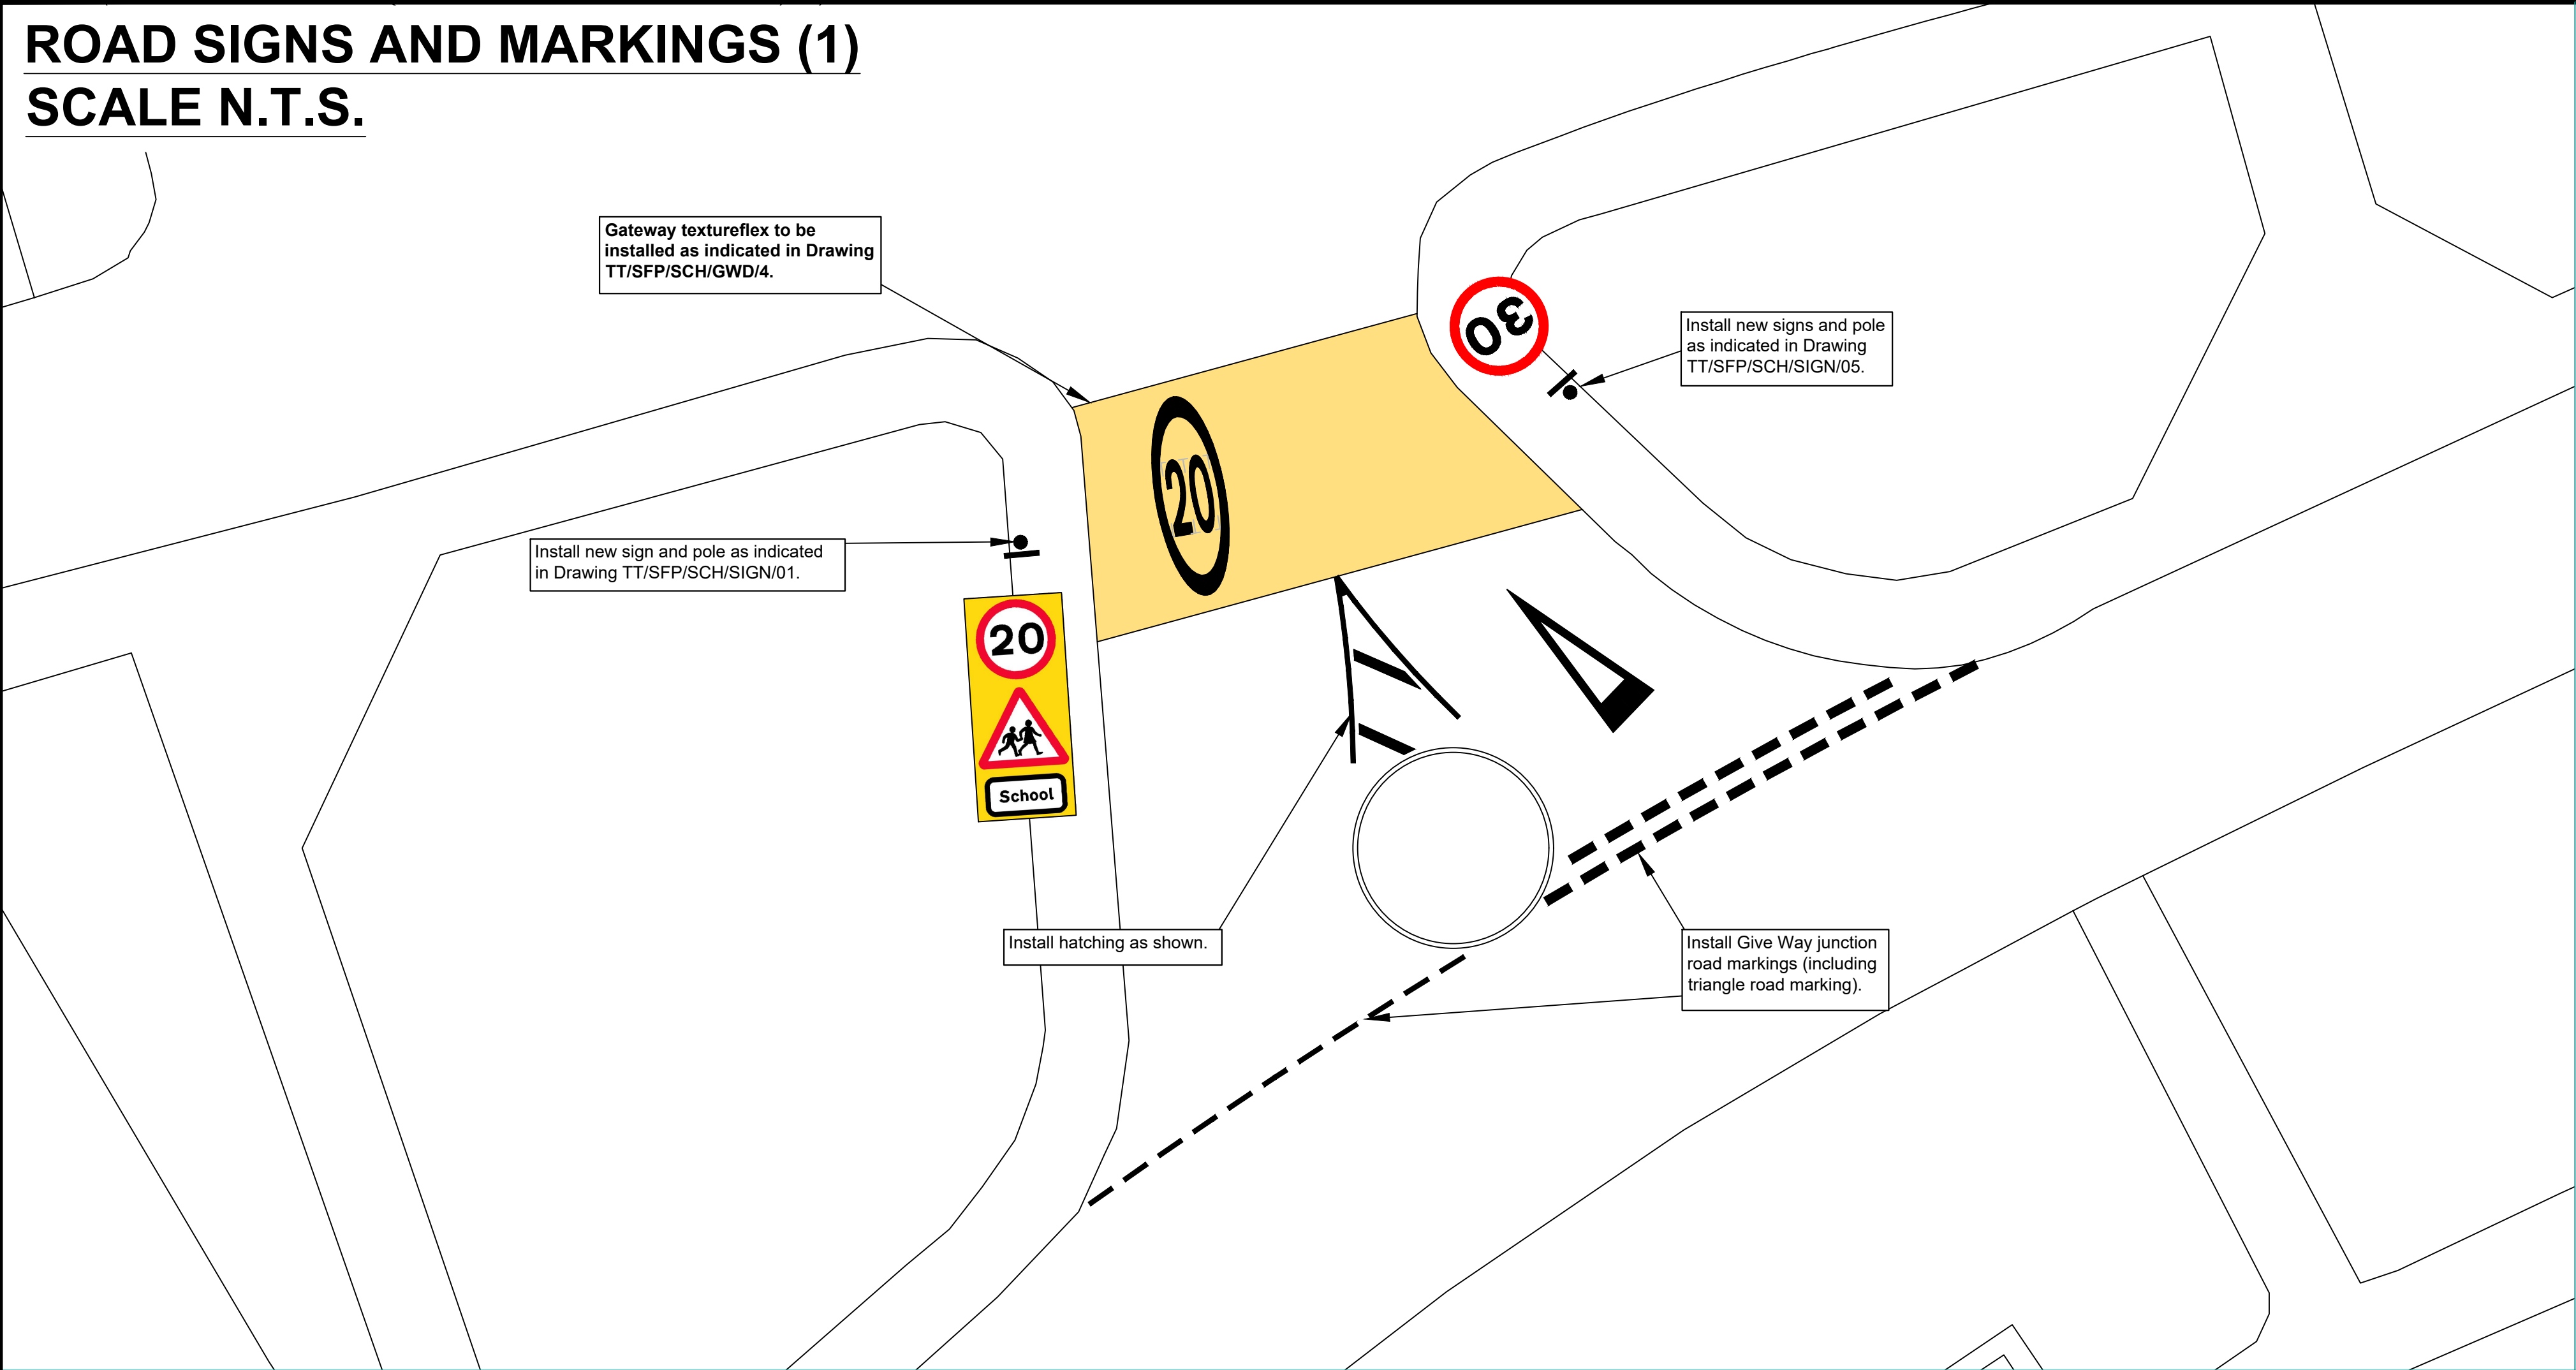 ROAD SIGNS AND MARKINGS (1)
SCALE N.T.S.
Gateway textureflex to be
installed as indicated in Drawing
TT/SFP/SCH/GWD/4.
30
Install new signs and pole
as indicated in Drawing
TT/SFP/SCH/SIGN/05.
20
Install new sign and pole as indicated
in Drawing TT/SFP/SCH/SIGN/01.
20
School
Install hatching as shown.
Install Give Way junction
road markings (including
triangle road marking).